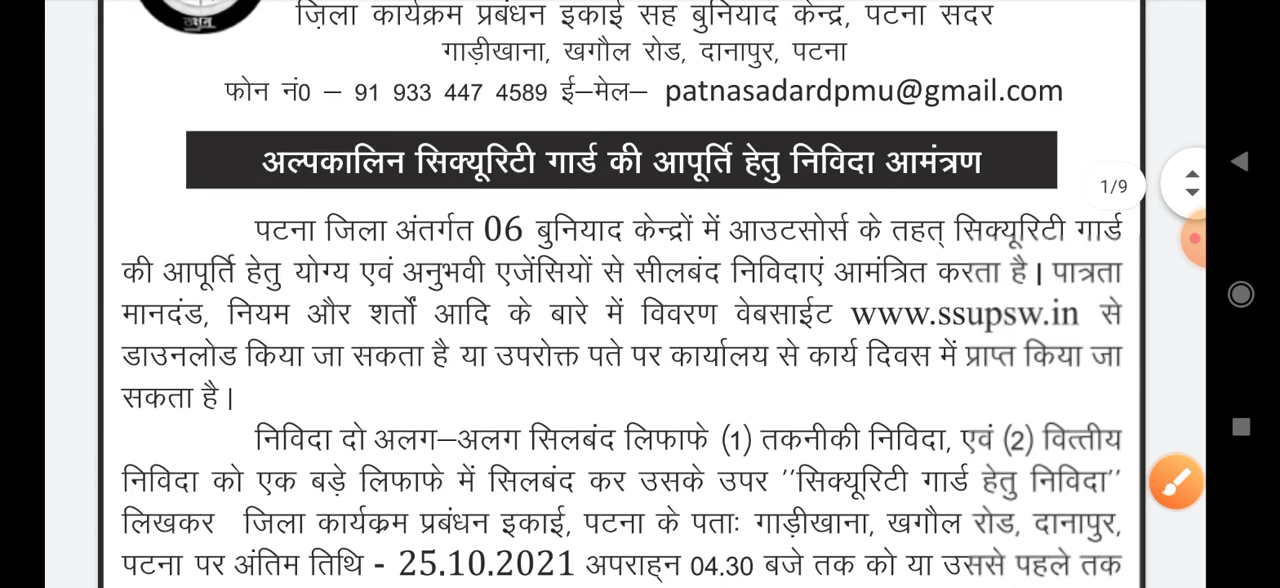 सक्षम
ज़िला कार्यक्रम प्रबंधन इकाई सह बुनियाद केन्द्र, पटना सदर
गाड़ीखाना, खगौल रोड, दानापुर, पटना
फोन नं0 – 91 933 447 4589 ई–मेल– patnasadardpmu@gmail.com
अल्पकालिन सिक्यूरिटी गार्ड की आपूर्ति हेतु निविदा आमंत्रण
1/9
पटना जिला अंतर्गत 06 बुनियाद केन्द्रों में आउटसोर्स के तहत् सिक्यूरिटी गार्ड
की आपूर्ति हेतु योग्य एवं अनुभवी एजेंसियों से सीलबंद निविदाएं आमंत्रित करता है। पात्रता
मानदंड, नियम और शर्तों आदि के बारे में विवरण वेबसाईट www.ssupsw.in से
डाउनलोड किया जा सकता है या उपरोक्त पते पर कार्यालय से कार्य दिवस में प्राप्त किया जा
सकता है।
निविदा दो अलग–अलग सिलबंद लिफाफे (1) तकनीकी निविदा, एवं (2) वित्तीय
निविदा को एक बड़े लिफाफे में सिलबंद कर उसके उपर ''सिक्यूरिटी गार्ड हेतु निविदा''
लिखकर जिला कार्यक्रम प्रबंधन इकाई, पटना के पताः गाड़ीखाना, खगौल रोड, दानापुर,
पटना पर अंतिम तिथि - 25.10.2021 अपराह्न 04.30 बजे तक को या उससे पहले तक